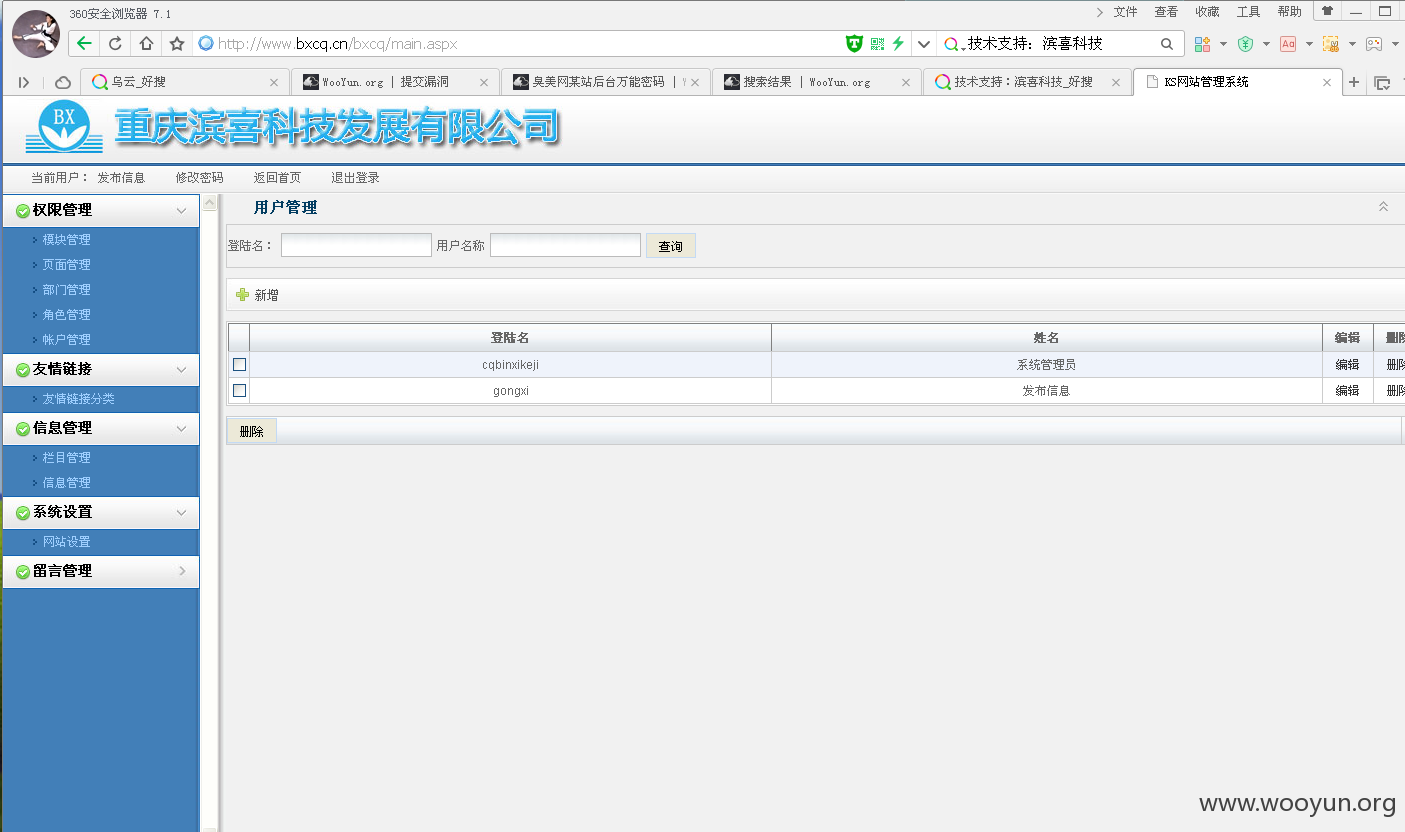 360安全浏览器 7.1
文件 查看 收藏 工具 帮助
http://www.bxcq.cn/bxcq/main.aspx
技术支持：滨喜科技
乌云_好搜
WooYun.org | 提交漏洞
臭美网某站后台万能密码 |
搜索结果 | WooYun.org
技术支持：滨喜科技_好搜
KS网站管理系统
BX
重庆滨喜科技发展有限公司
当前用户： 发布信息 修改密码 返回首页 退出登录
权限管理
模块管理
页面管理
部门管理
角色管理
帐户管理
友情链接
友情链接分类
信息管理
栏目管理
信息管理
系统设置
网站设置
留言管理
用户管理
登陆名： 用户名称 查询
新增
登陆名 姓名 编辑 删除
cqbinxikeji 系统管理员 编辑 删除
gongxi 发布信息 编辑 删除
删除
www.wooyun.org